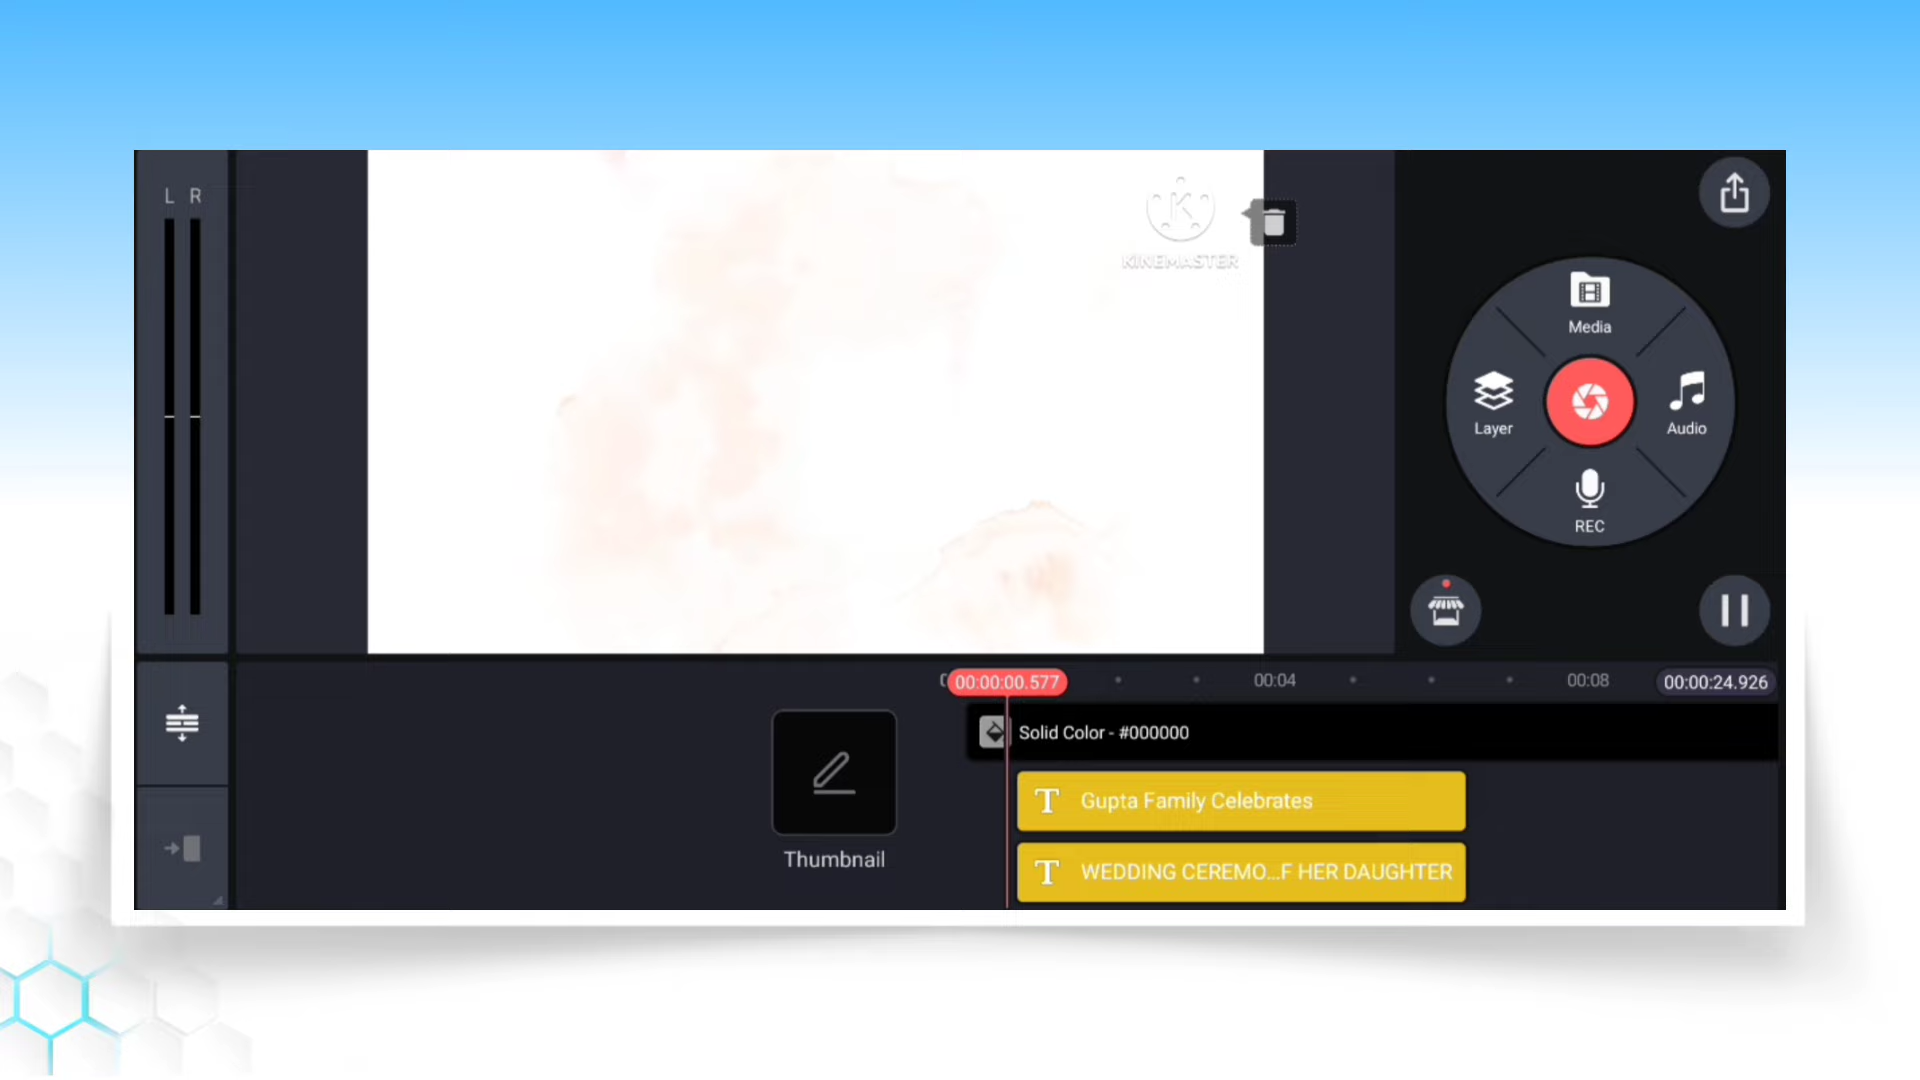 L R
K
KINEMASTER
Media
Layer
Audio
REC
00:00:00.577
00:04
00:08
00:00:24.926
Solid Color - #000000
T Gupta Family Celebrates
Thumbnail
T WEDDING CEREMO...F HER DAUGHTER